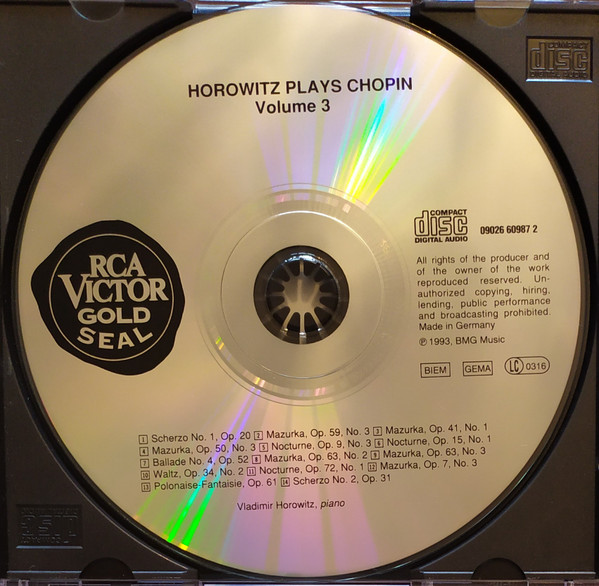 HOROWITZ PLAYS CHOPIN
Volume 3
COMPACT
disc
DIGITAL AUDIO
09026 60987 2
RCA
VICTOR
GOLD
SEAL
All rights of the producer and
of the owner of the work
reproduced reserved. Un-
authorized copying, hiring,
lending, public performance
and broadcasting prohibited.
Made in Germany
℗ 1993, BMG Music
BIEM GEMA LC 0316
1 Scherzo No. 1, Op. 20 2 Mazurka, Op. 59, No. 3 3 Mazurka, Op. 41, No. 1
4 Mazurka, Op. 50, No. 3 5 Nocturne, Op. 9, No. 3 6 Nocturne, Op. 15, No. 1
7 Ballade No. 4, Op. 52 8 Mazurka, Op. 63, No. 2 9 Mazurka, Op. 63, No. 3
10 Waltz, Op. 34, No. 2 11 Nocturne, Op. 72, No. 1 12 Mazurka, Op. 7, No. 3
13 Polonaise-Fantaisie, Op. 61 14 Scherzo No. 2, Op. 31
Vladimir Horowitz, piano
COMPACT
disc